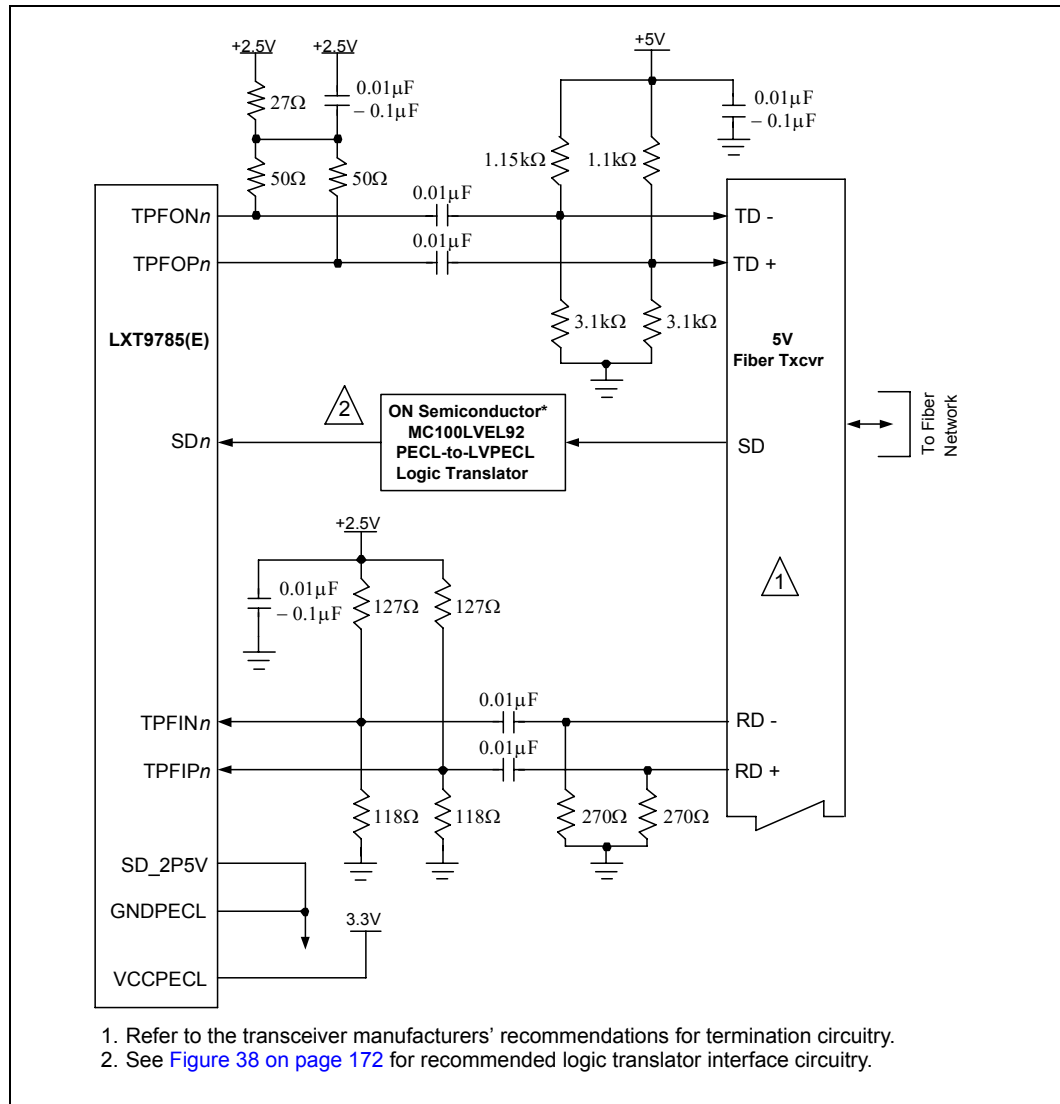 +2.5V
+2.5V
+5V
27Ω
0.01µF
– 0.1µF
0.01µF
– 0.1µF
50Ω
50Ω
1.15kΩ
1.1kΩ
0.01µF
TPFONn
TD -
0.01µF
TPFOPn
TD +
3.1kΩ
3.1kΩ
LXT9785(E)
5V
Fiber Txcvr
2
ON Semiconductor*
MC100LVEL92
PECL-to-LVPECL
Logic Translator
SDn
SD
To Fiber
Network
+2.5V
0.01µF
– 0.1µF
127Ω
127Ω
1
0.01µF
TPFINn
RD -
0.01µF
TPFIPn
RD +
118Ω
118Ω
270Ω
270Ω
SD_2P5V
GNDPECL
3.3V
VCCPECL
1. Refer to the transceiver manufacturers’ recommendations for termination circuitry.
2. See Figure 38 on page 172 for recommended logic translator interface circuitry.